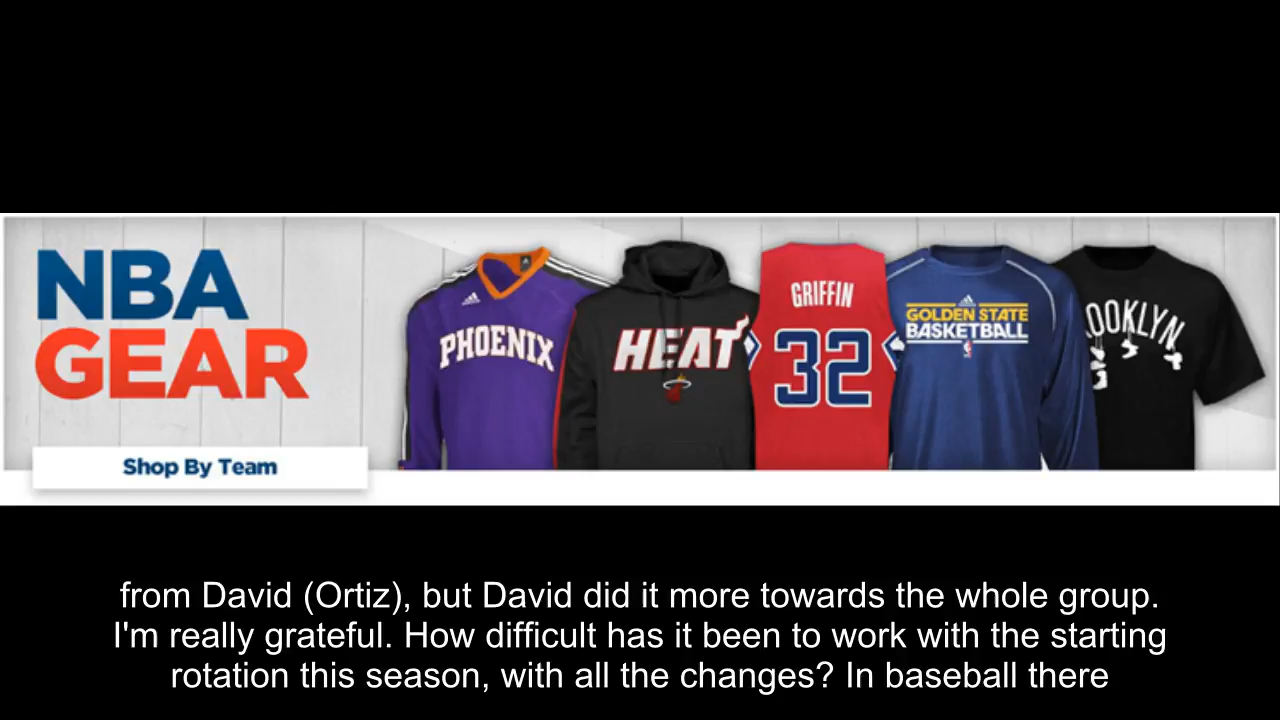 NBA
GEAR
Shop By Team
PHOENIX
HEAT
GRIFFIN
32
GOLDEN STATE
BASKETBALL
ROOKLYN
from David (Ortiz), but David did it more towards the whole group.
I'm really grateful. How difficult has it been to work with the starting
rotation this season, with all the changes? In baseball there